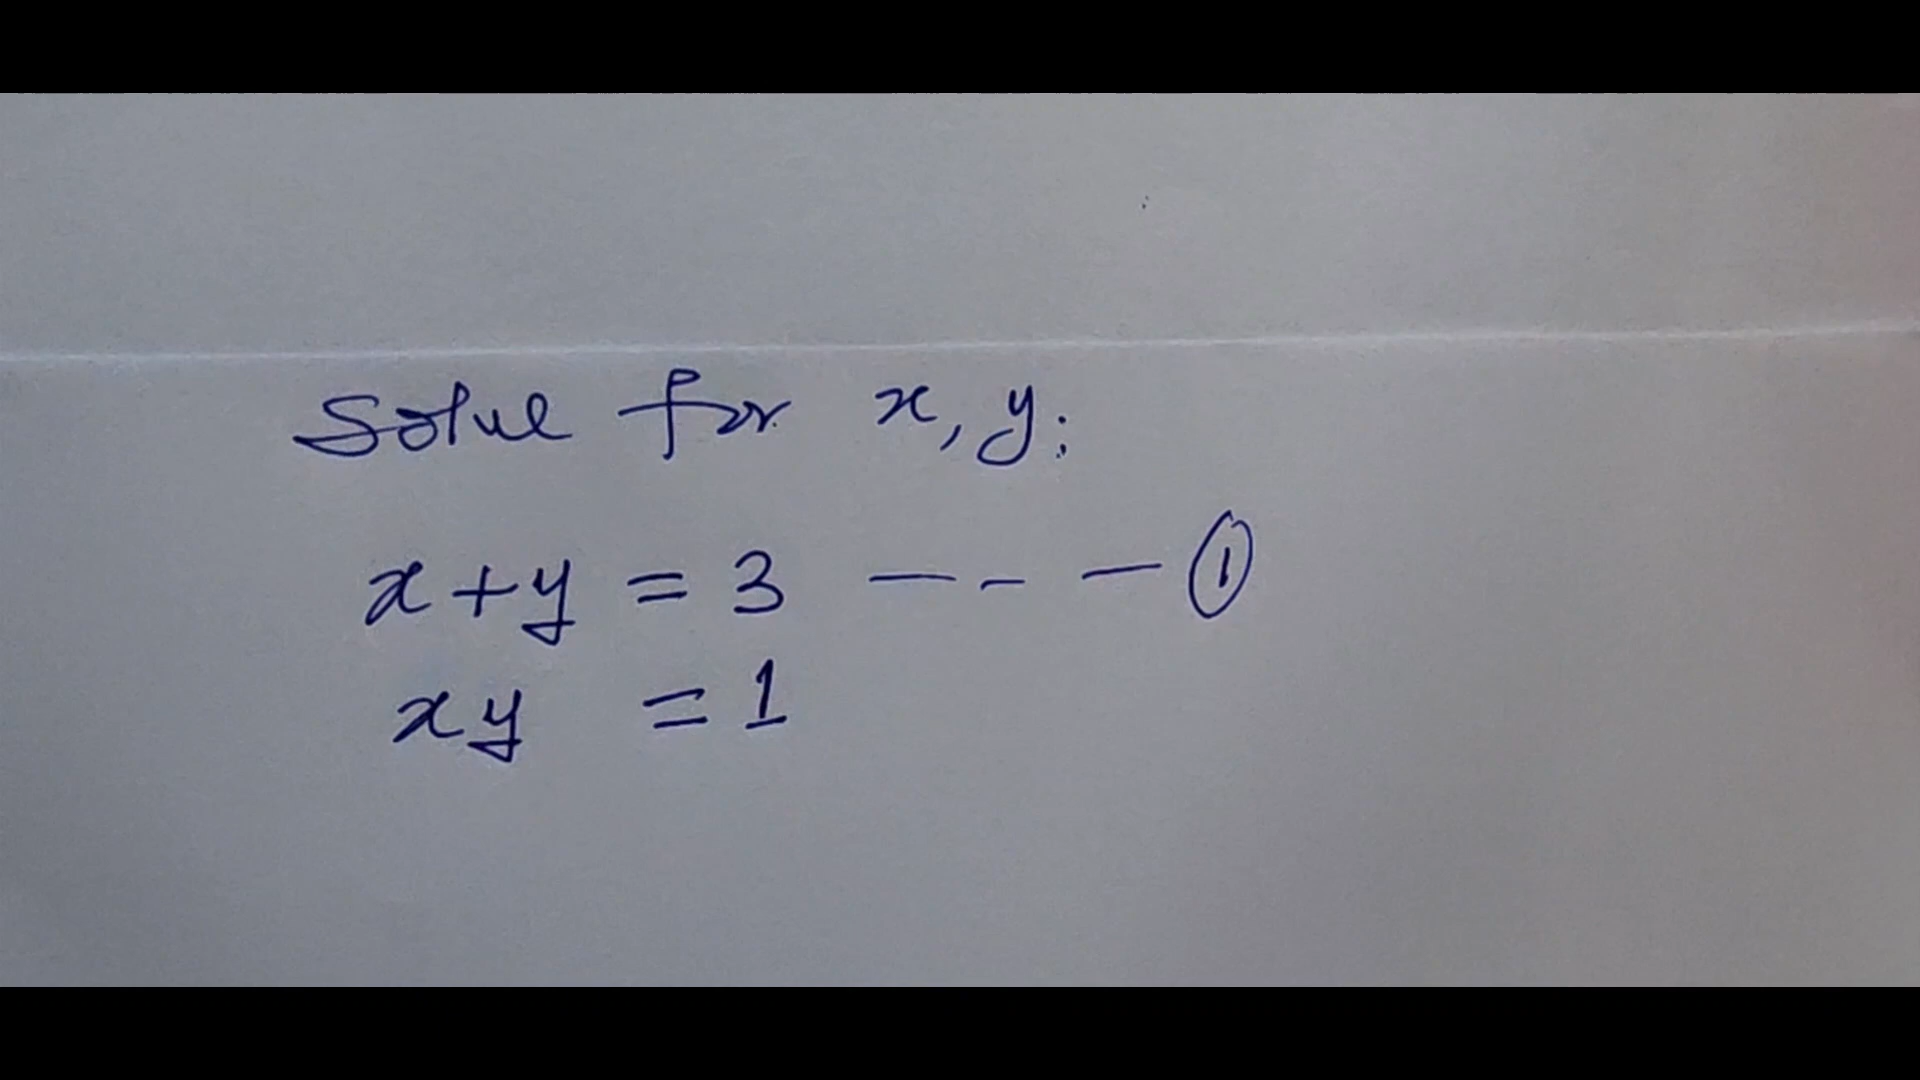 Solve for x, y:
x + y = 3 --- ①
xy = 1